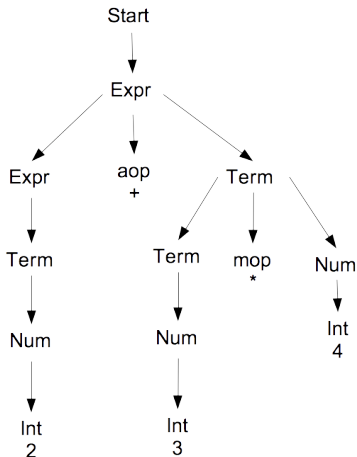 Start
Expr
Expr
aop
+
Term
Term
Term
mop
*
Num
Num
Num
Int
4
Int
2
Int
3